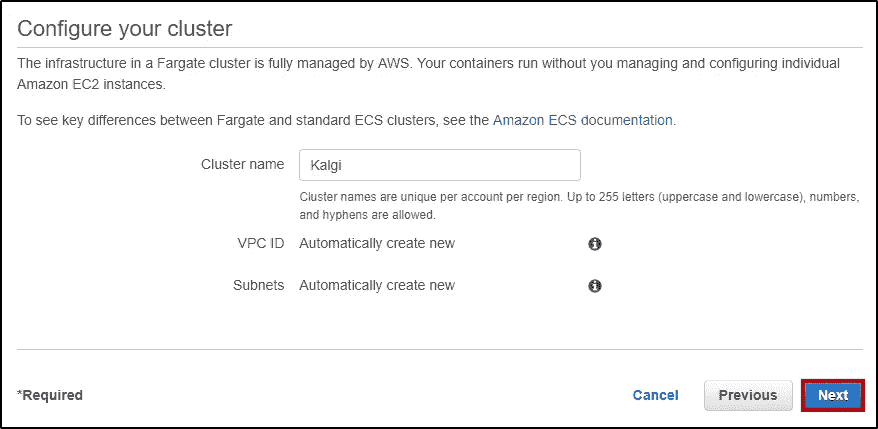 Configure your cluster
The infrastructure in a Fargate cluster is fully managed by AWS. Your containers run without you managing and configuring individual
Amazon EC2 instances.
To see key differences between Fargate and standard ECS clusters, see the Amazon ECS documentation.
Cluster name Kalgi
Cluster names are unique per account per region. Up to 255 letters (uppercase and lowercase), numbers,
and hyphens are allowed.
VPC ID Automatically create new
Subnets Automatically create new
*Required Cancel Previous Next